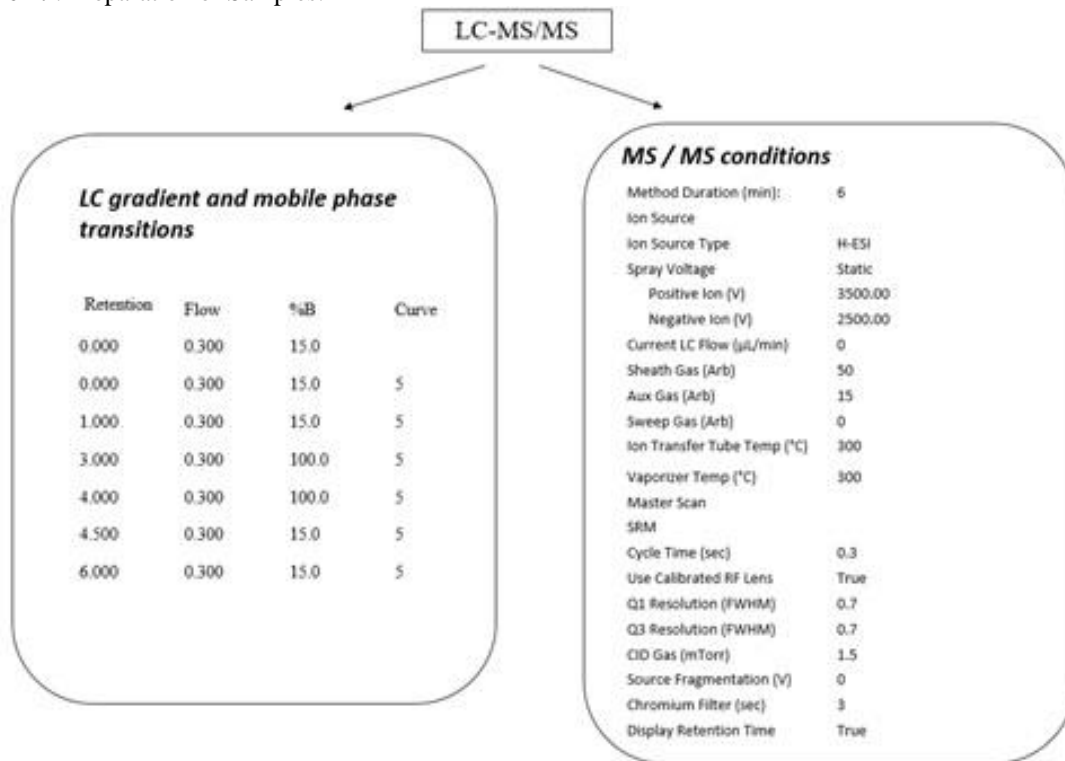 LC-MS/MS
LC gradient and mobile phase
transitions
Retention Flow %B Curve
0.000 0.300 15.0
0.000 0.300 15.0 5
1.000 0.300 15.0 5
3.000 0.300 100.0 5
4.000 0.300 100.0 5
4.500 0.300 15.0 5
6.000 0.300 15.0 5
MS / MS conditions
Method Duration (min): 6
Ion Source
Ion Source Type H-ESI
Spray Voltage Static
Positive Ion (V) 3500.00
Negative Ion (V) 2500.00
Current LC Flow (µL/min) 0
Sheath Gas (Arb) 50
Aux Gas (Arb) 15
Sweep Gas (Arb) 0
Ion Transfer Tube Temp (°C) 300
Vaporizer Temp (°C) 300
Master Scan
SRM
Cycle Time (sec) 0.3
Use Calibrated RF Lens True
Q1 Resolution (FWHM) 0.7
Q3 Resolution (FWHM) 0.7
CID Gas (mTorr) 1.5
Source Fragmentation (V) 0
Chromium Filter (sec) 3
Display Retention Time True